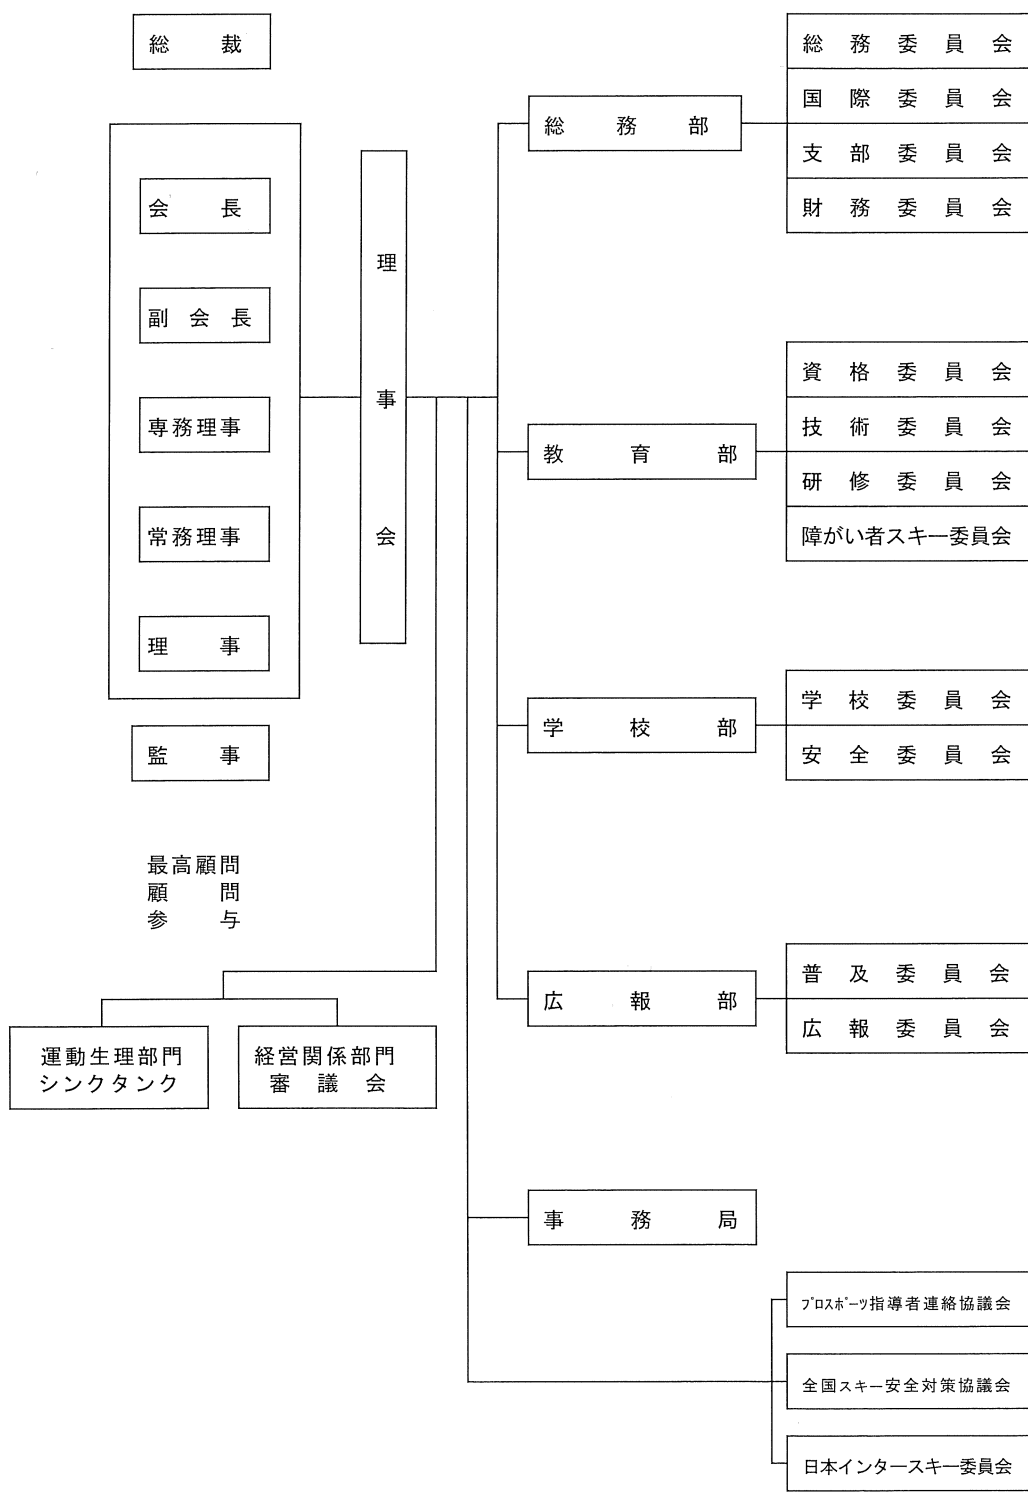 総裁
会長
副会長
専務理事
常務理事
理事
監事
最高顧問
顧問
参与
理事会
運動生理部門
シンクタンク
経営関係部門
審議会
総務部
総務委員会
国際委員会
支部委員会
財務委員会
教育部
資格委員会
技術委員会
研修委員会
障がい者スキー委員会
学校部
学校委員会
安全委員会
広報部
普及委員会
広報委員会
事務局
プロスポーツ指導者連絡協議会
全国スキー安全対策協議会
日本インタースキー委員会